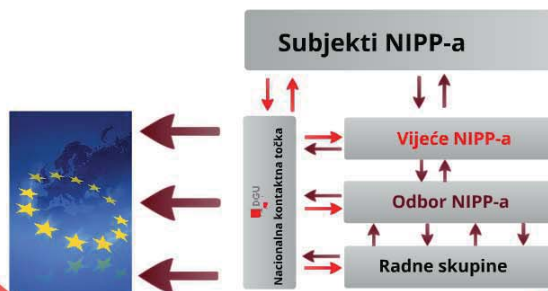 Subjekti NIPP-a
Nacionalna kontaktna točka
DGU
Vijeće NIPP-a
Odbor NIPP-a
Radne skupine